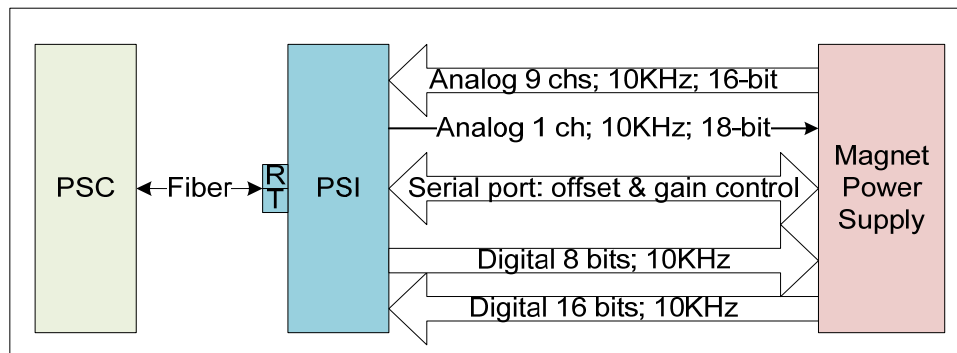 PSC
Fiber
R
T
PSI
Analog 9 chs; 10KHz; 16-bit
Analog 1 ch; 10KHz; 18-bit
Serial port: offset & gain control
Digital 8 bits; 10KHz
Digital 16 bits; 10KHz
Magnet
Power
Supply